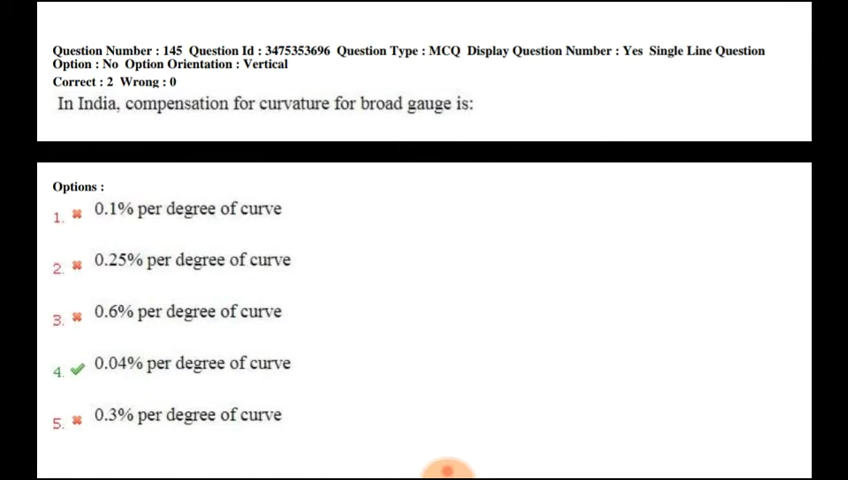 Question Number : 145 Question Id : 3475353696 Question Type : MCQ Display Question Number : Yes Single Line Question
Option : No Option Orientation : Vertical
Correct : 2 Wrong : 0
In India, compensation for curvature for broad gauge is:
Options :
1. 0.1% per degree of curve
2. 0.25% per degree of curve
3. 0.6% per degree of curve
4. 0.04% per degree of curve
5. 0.3% per degree of curve